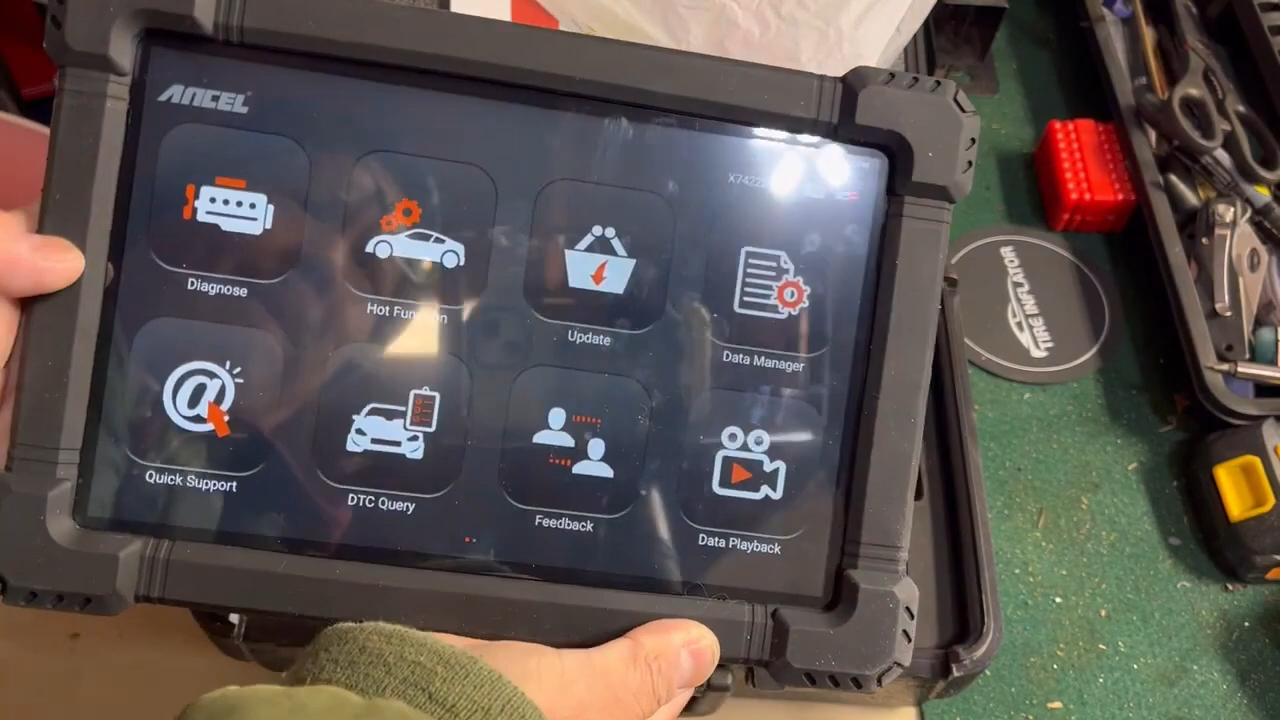 ANCEL
Diagnose
Hot Function
Update
Data Manager
Quick Support
DTC Query
Feedback
Data Playback
TIRE INFLATOR